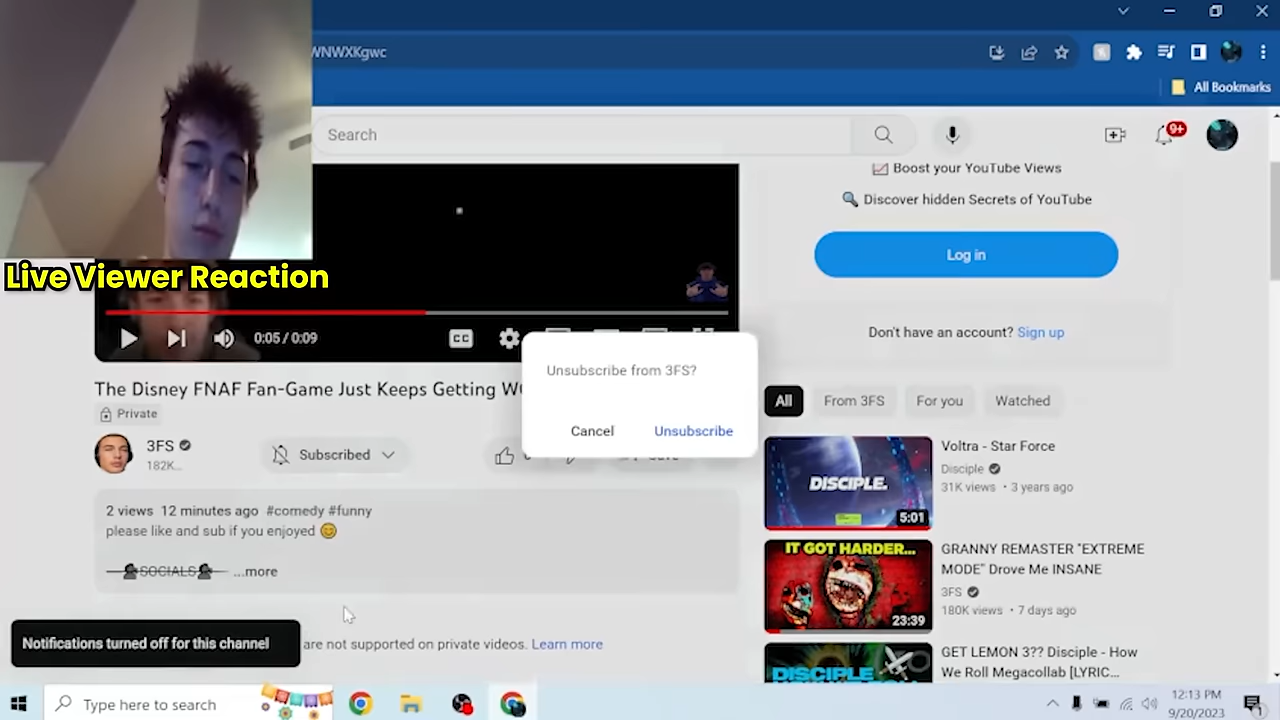 WNWXKgwc
All Bookmarks
Search
9+
📈 Boost your YouTube Views
🔍 Discover hidden Secrets of YouTube
Log in
Don't have an account? Sign up
Live Viewer Reaction
0:05 / 0:09
CC
Unsubscribe from 3FS?
Cancel Unsubscribe
The Disney FNAF Fan-Game Just Keeps Getting
Private
3FS
182K...
Subscribed
2 views 12 minutes ago #comedy #funny
please like and sub if you enjoyed 😊
SOCIALS ...more
Notifications turned off for this channel
are not supported on private videos. Learn more
All From 3FS For you Watched
DISCIPLE.
5:01
Voltra - Star Force
Disciple
31K views • 3 years ago
IT GOT HARDER...
23:39
GRANNY REMASTER "EXTREME
MODE" Drove Me INSANE
3FS
180K views • 7 days ago
DISCIPLE
GET LEMON 3?? Disciple - How
We Roll Megacollab [LYRIC...
Type here to search
12:13 PM
9/20/2023
1